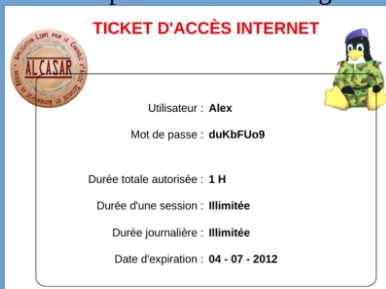 TICKET D'ACCÈS INTERNET
ALCASAR
Utilisateur : Alex
Mot de passe : duKbFUo9
Durée totale autorisée : 1 H
Durée d'une session : Illimitée
Durée journalière : Illimitée
Date d'expiration : 04 - 07 - 2012